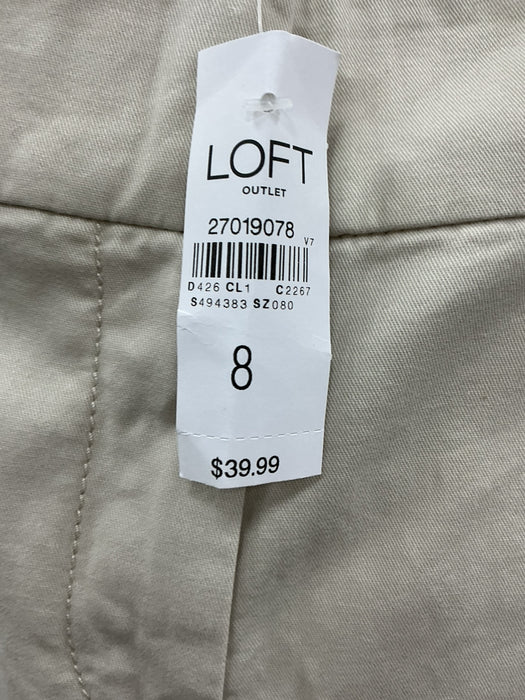 LOFT
OUTLET
27019078
V7
D426 CL1 C2267
S494383 SZ080
8
$39.99